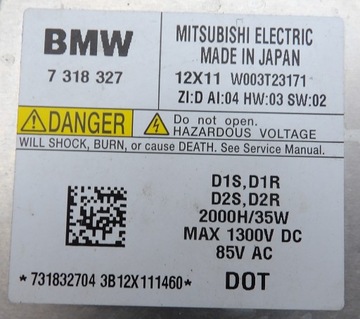 BMW
7 318 327
MITSUBISHI ELECTRIC
MADE IN JAPAN
12X11 W003T23171
ZI:D AI:04 HW:03 SW:02
DANGER
Do not open.
HAZARDOUS VOLTAGE
WILL SHOCK, BURN, or cause DEATH. See Service Manual.
D1S,D1R
D2S,D2R
2000H/35W
MAX 1300V DC
85V AC
*731832704 3B12X111460*
DOT